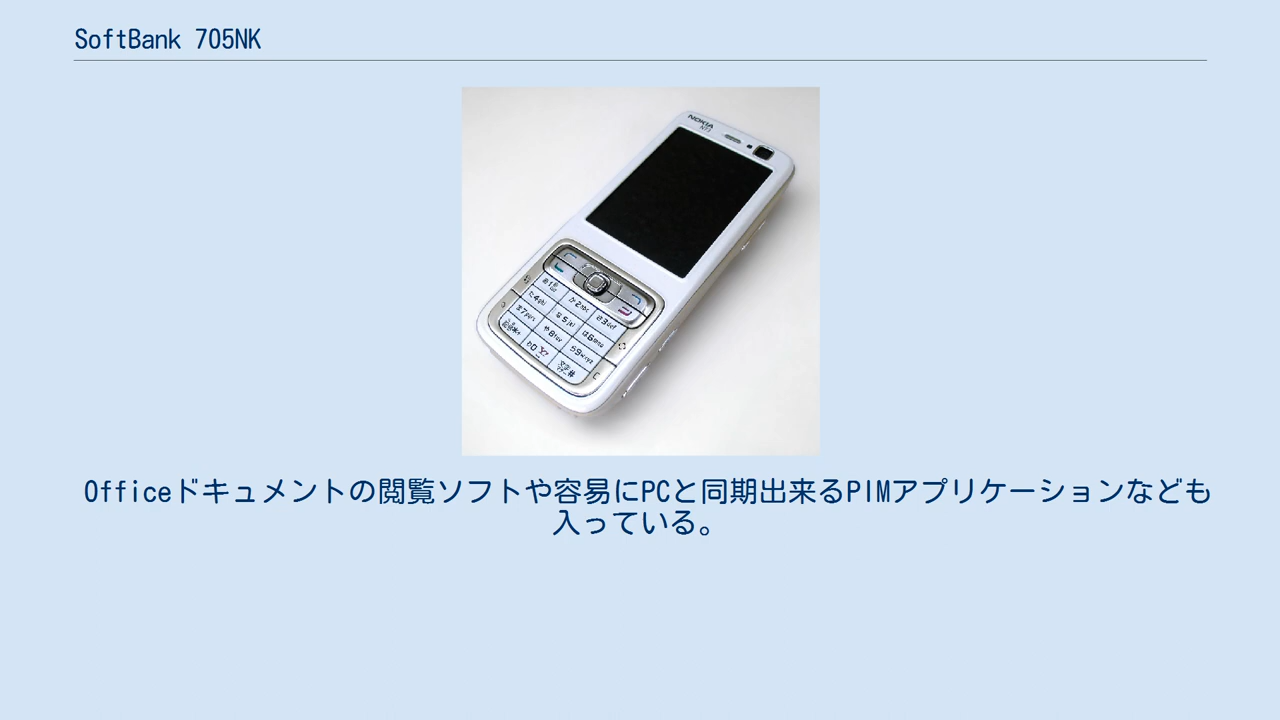 SoftBank 705NK
NOKIA
N73
Officeドキュメントの閲覧ソフトや容易にPCと同期出来るPIMアプリケーションなども
入っている。